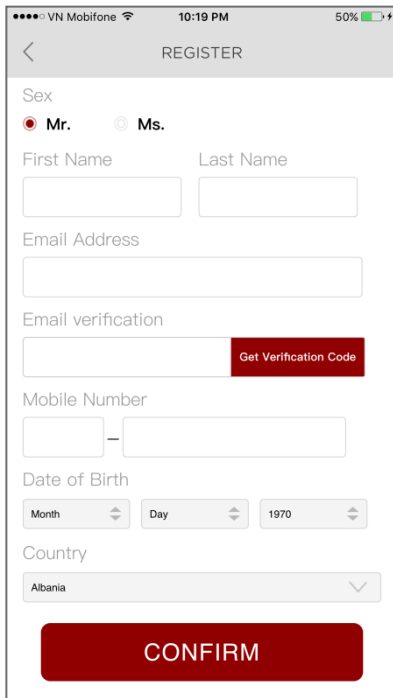 VN Mobifone 10:19 PM 50%
REGISTER
Sex
Mr. Ms.
First Name Last Name
Email Address
Email verification
Get Verification Code
Mobile Number
–
Date of Birth
Month Day 1970
Country
Albania
CONFIRM